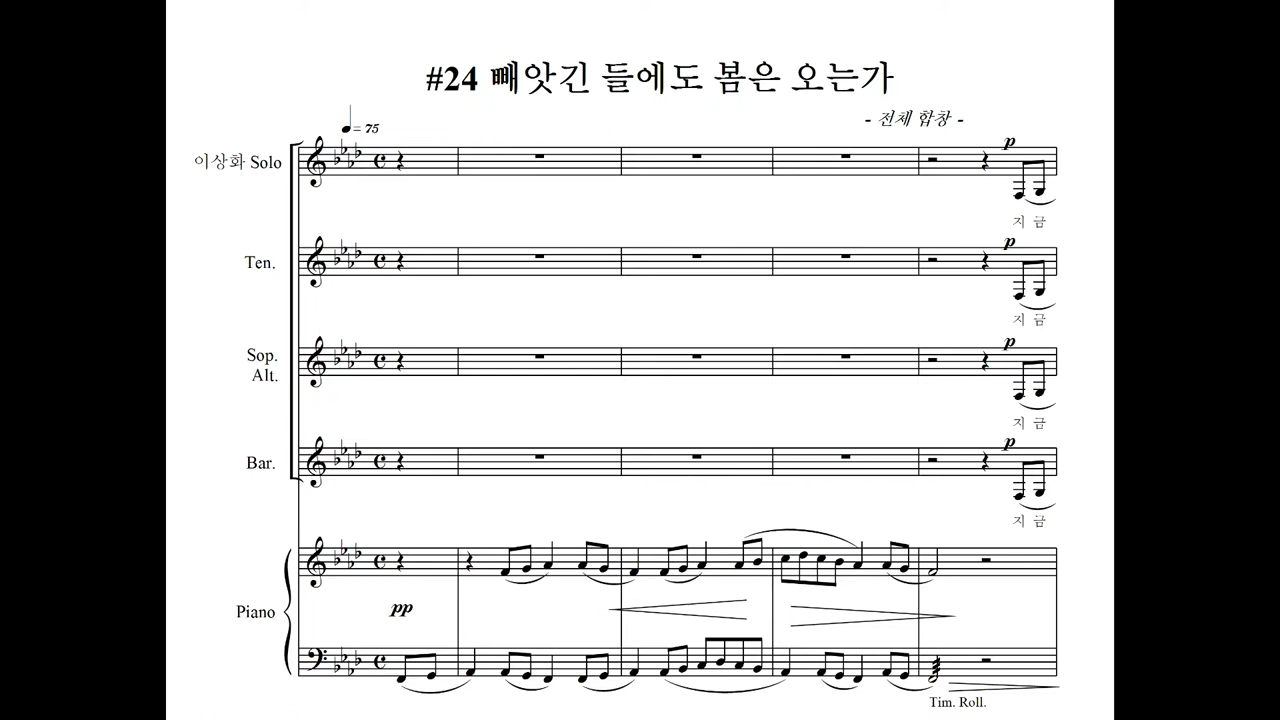 #24 빼앗긴 들에도 봄은 오는가
- 전체 합창 -
= 75
이상화 Solo
p
지 금
Ten.
p
지 금
Sop.
Alt.
p
지 금
Bar.
p
지 금
Piano
pp
Tim. Roll.